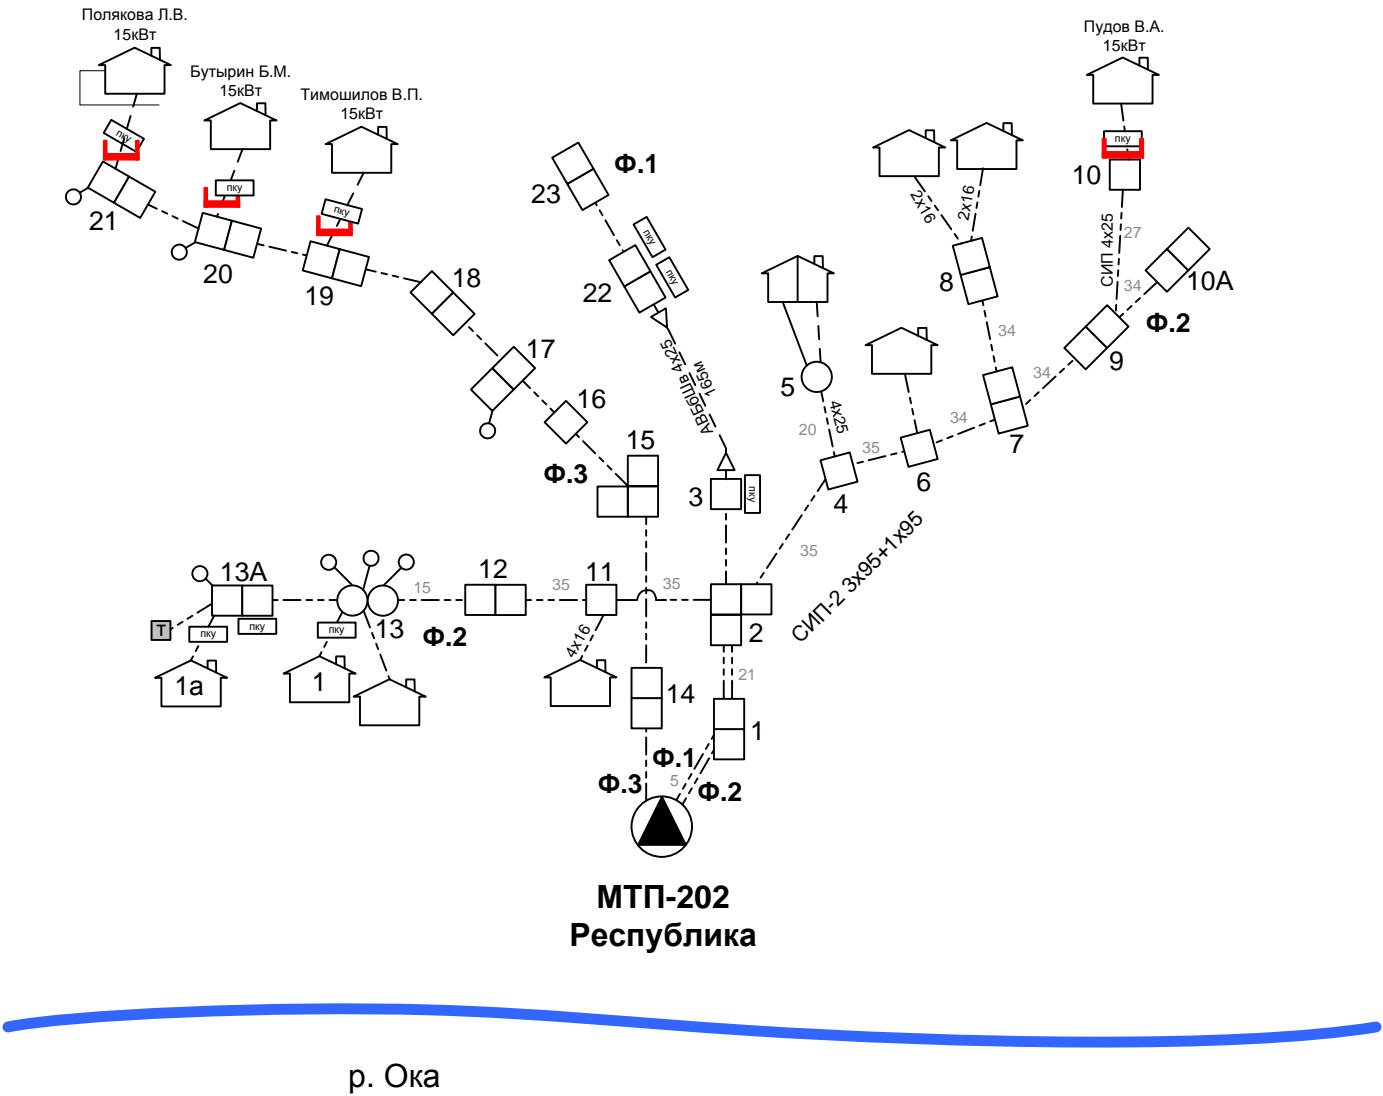 Полякова Л.В.
15кВт
Бутырин Б.М.
15кВт
Тимошилов В.П.
15кВт
Пудов В.А.
15кВт
пку
пку
пку
пку
21
20
19
18
17
16
15
Ф.3
23
Ф.1
22
пку
пку
АВБбШв 4х25
165м
3
пку
5
4х25
20
4
35
6
34
7
34
34
8
2х16
2х16
9
34
10А
Ф.2
10
СИП 4х25
27
35
СИП-2 3х95+1х95
13А
Т
пку
пку
1а
пку
1
13
15
Ф.2
12
35
11
35
4х16
2
21
14
1
Ф.1
5
Ф.3
Ф.2
МТП-202
Республика
р. Ока